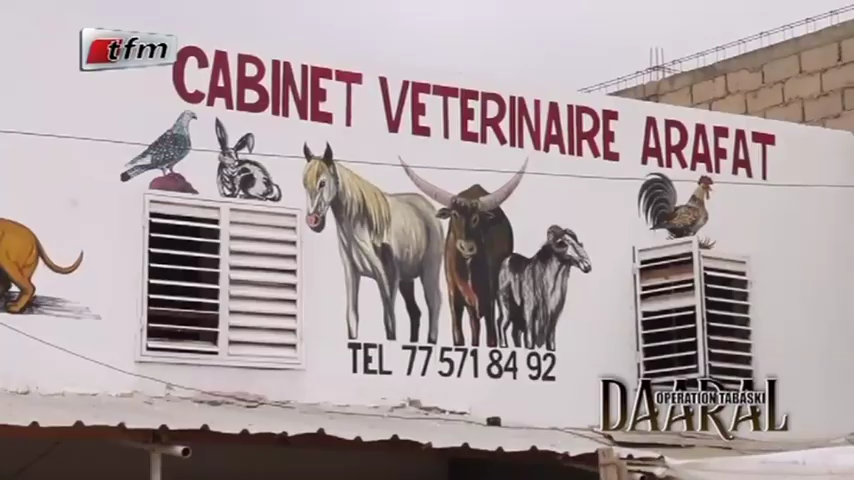 tfm
CABINET VETERINAIRE ARAFAT
TEL 77 571 84 92
OPERATION TABASKI
DAARAL